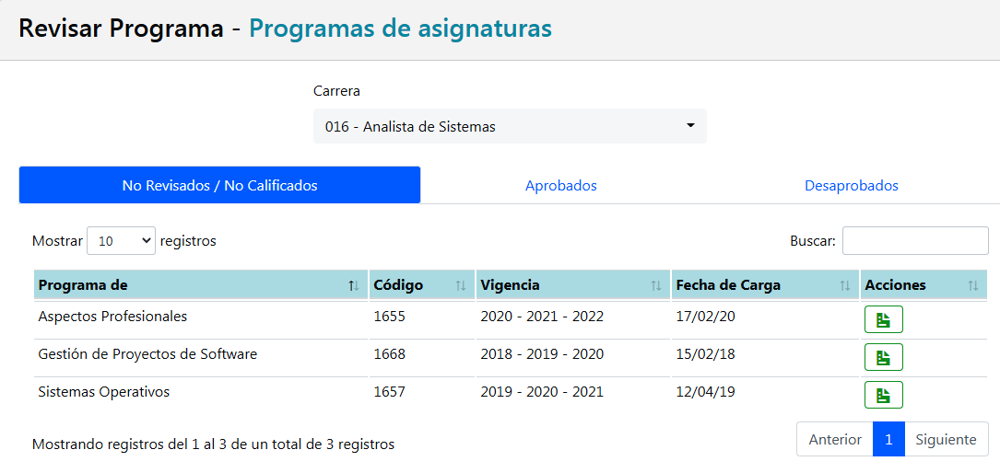 Revisar Programa - Programas de asignaturas
Carrera
016 - Analista de Sistemas
No Revisados / No Calificados Aprobados Desaprobados
Mostrar 10 registros Buscar:
Programa de Código Vigencia Fecha de Carga Acciones
Aspectos Profesionales 1655 2020 - 2021 - 2022 17/02/20
Gestión de Proyectos de Software 1668 2018 - 2019 - 2020 15/02/18
Sistemas Operativos 1657 2019 - 2020 - 2021 12/04/19
Mostrando registros del 1 al 3 de un total de 3 registros Anterior 1 Siguiente